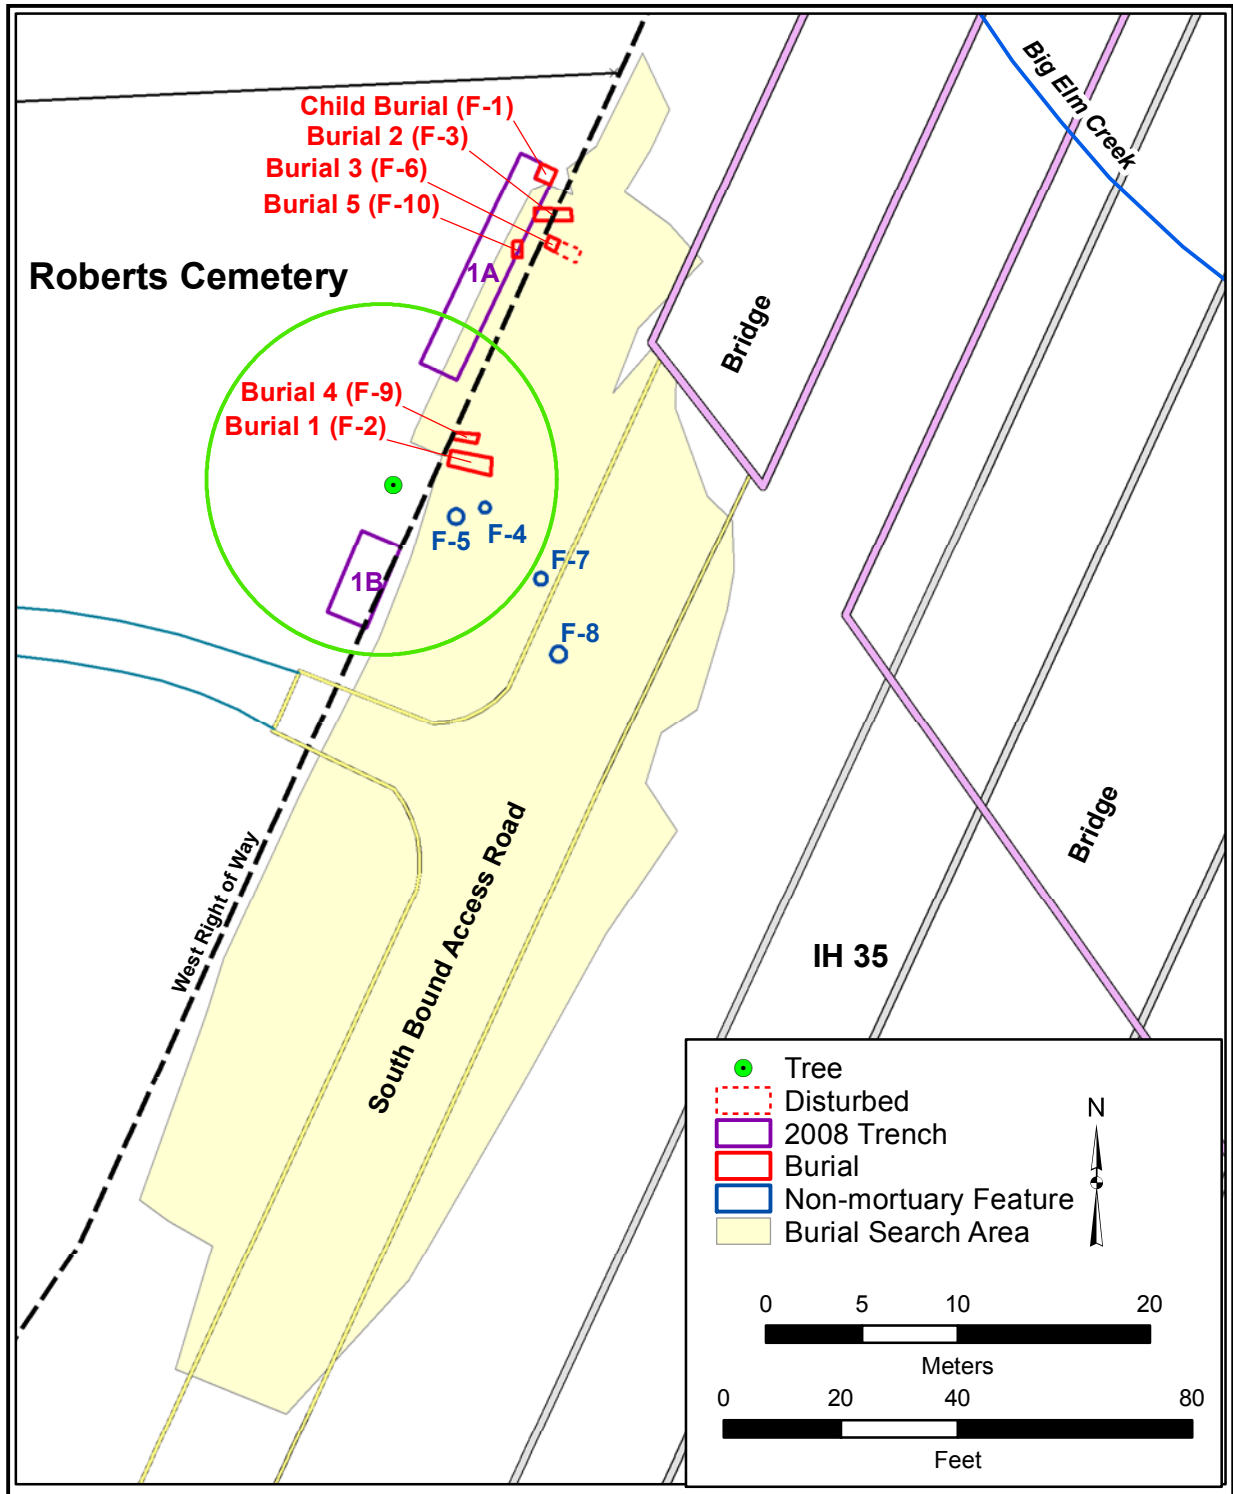 Big Elm Creek
Child Burial (F-1)
Burial 2 (F-3)
Burial 3 (F-6)
Burial 5 (F-10)
1A
Roberts Cemetery
Bridge
Burial 4 (F-9)
Burial 1 (F-2)
F-5
F-4
F-7
1B
F-8
Bridge
West Right of Way
South Bound Access Road
IH 35
Tree
Disturbed
2008 Trench
Burial
Non-mortuary Feature
Burial Search Area
N
0 5 10 20
Meters
0 20 40 80
Feet